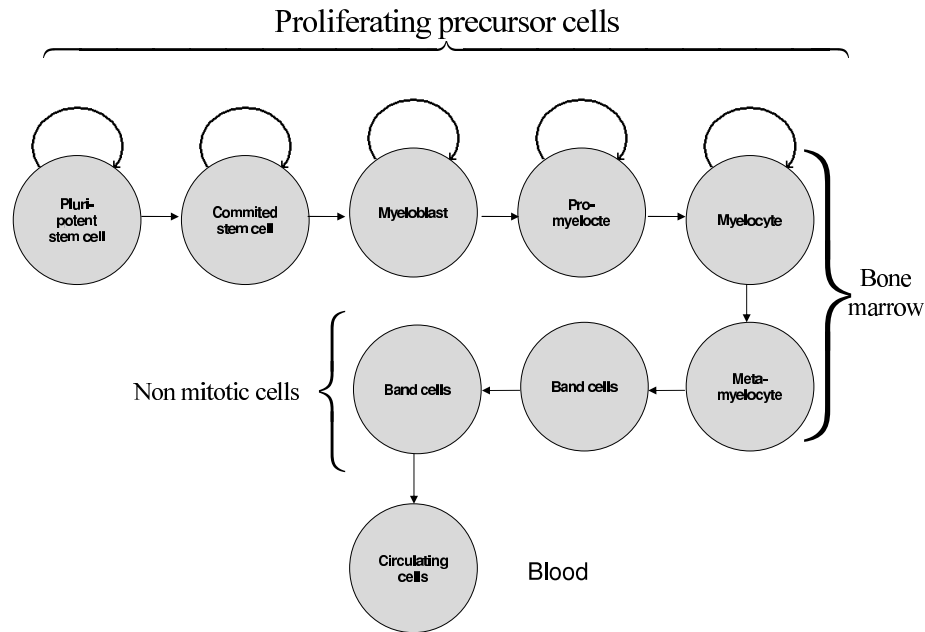 Proliferating precursor cells
Pluri-
potent
stem cell
Commited
stem cell
Myeloblast
Pro-
myelocte
Myelocyte
Bone
marrow
Non mitotic cells
Band cells
Band cells
Meta-
myelocyte
Circulating
cells
Blood